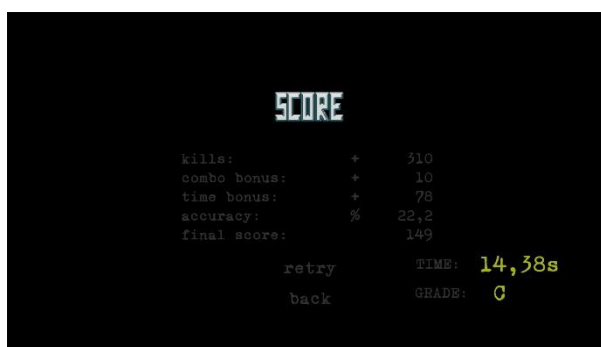 SCORE
kills: + 310
combo bonus: + 10
time bonus: + 78
accuracy: % 22,2
final score: 149
retry TIME: 14,38s
back GRADE: C